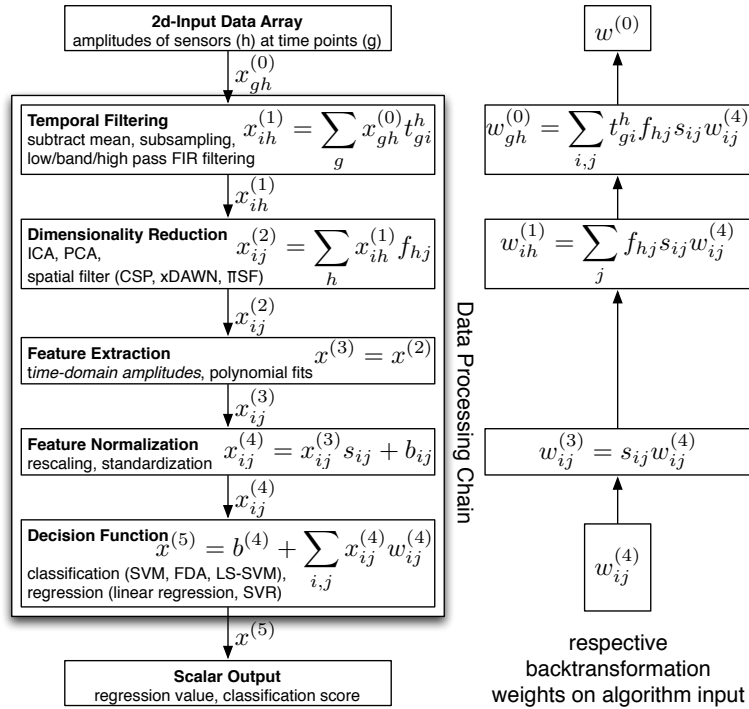 2d-Input Data Array
amplitudes of sensors (h) at time points (g)
x_{gh}^{(0)}
Temporal Filtering
subtract mean, subsampling,
low/band/high pass FIR filtering
x_{ih}^{(1)} = \sum_{g} x_{gh}^{(0)} t_{gi}^{h}
x_{ih}^{(1)}
Dimensionality Reduction
ICA, PCA,
spatial filter (CSP, xDAWN, πSF)
x_{ij}^{(2)} = \sum_{h} x_{ih}^{(1)} f_{hj}
x_{ij}^{(2)}
Feature Extraction
time-domain amplitudes, polynomial fits
x^{(3)} = x^{(2)}
x_{ij}^{(3)}
Feature Normalization
rescaling, standardization
x_{ij}^{(4)} = x_{ij}^{(3)} s_{ij} + b_{ij}
x_{ij}^{(4)}
Decision Function
x^{(5)} = b^{(4)} + \sum_{i,j} x_{ij}^{(4)} w_{ij}^{(4)}
classification (SVM, FDA, LS-SVM),
regression (linear regression, SVR)
x^{(5)}
Scalar Output
regression value, classification score
Data Processing Chain
w^{(0)}
w_{gh}^{(0)} = \sum_{i,j} t_{gi}^{h} f_{hj} s_{ij} w_{ij}^{(4)}
w_{ih}^{(1)} = \sum_{j} f_{hj} s_{ij} w_{ij}^{(4)}
w_{ij}^{(3)} = s_{ij} w_{ij}^{(4)}
w_{ij}^{(4)}
respective
backtransformation
weights on algorithm input